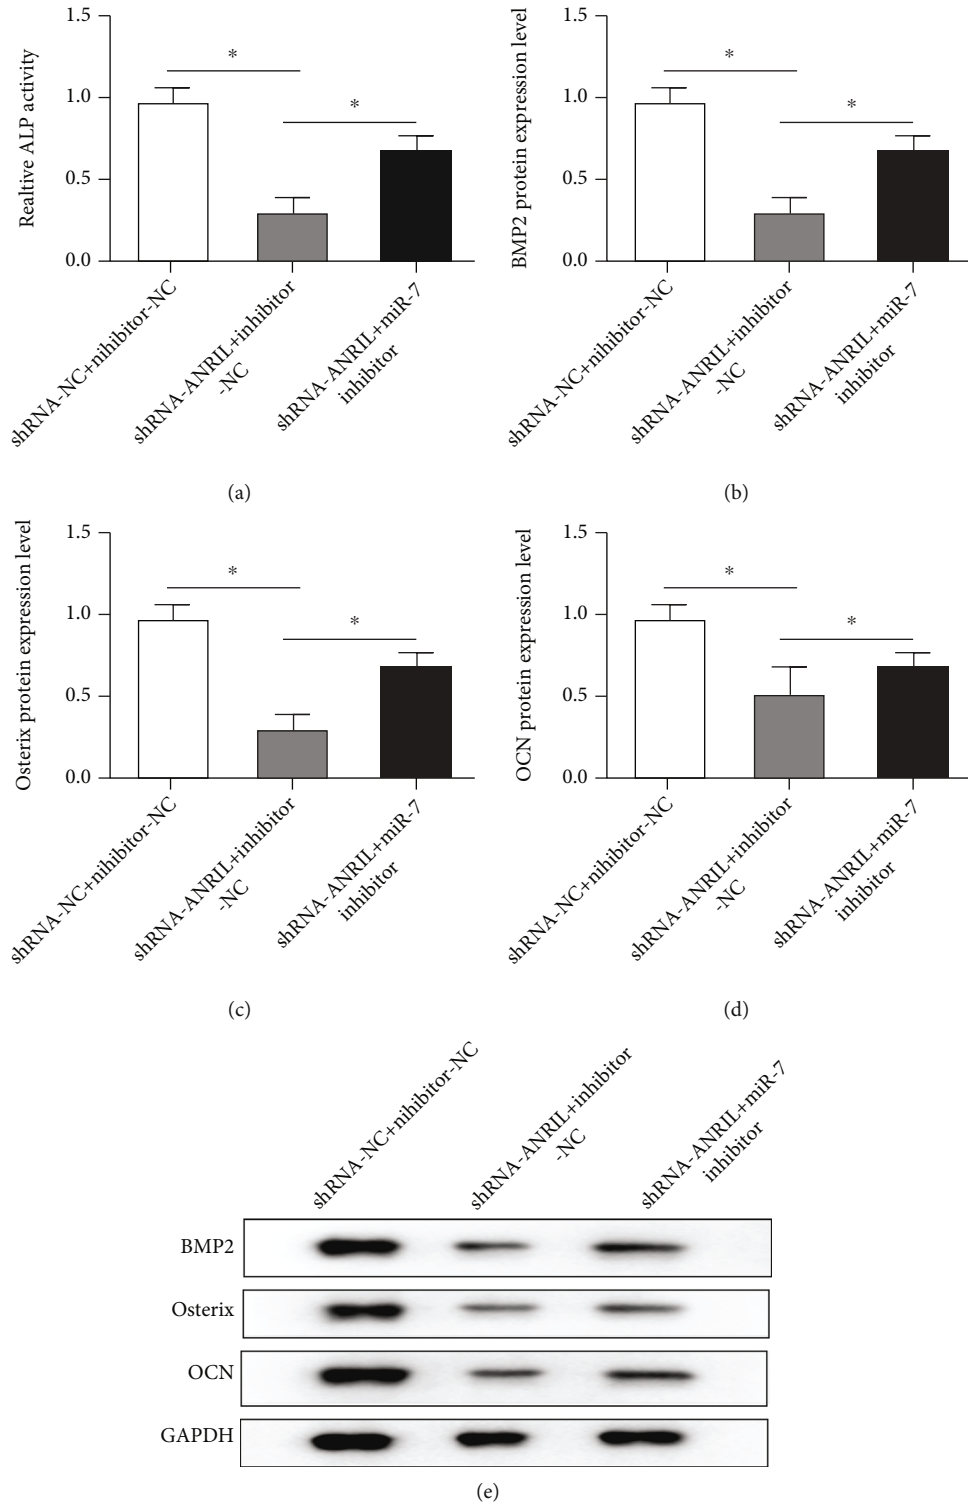 1.5
1.0
0.5
0.0
Realtive ALP activity
*
*
shRNA-NC+nihibitor-NC
shRNA-ANRIL+inhibitor
-NC
shRNA-ANRIL+miR-7
inhibitor
(a)
1.5
1.0
0.5
0.0
BMP2 protein expression level
*
*
shRNA-NC+nihibitor-NC
shRNA-ANRIL+inhibitor
-NC
shRNA-ANRIL+miR-7
inhibitor
(b)
1.5
1.0
0.5
0.0
Osterix protein expression level
*
*
shRNA-NC+nihibitor-NC
shRNA-ANRIL+inhibitor
-NC
shRNA-ANRIL+miR-7
inhibitor
(c)
1.5
1.0
0.5
0.0
OCN protein expression level
*
*
shRNA-NC+nihibitor-NC
shRNA-ANRIL+inhibitor
-NC
shRNA-ANRIL+miR-7
inhibitor
(d)
shRNA-NC+nihibitor-NC
shRNA-ANRIL+inhibitor
-NC
shRNA-ANRIL+miR-7
inhibitor
BMP2
Osterix
OCN
GAPDH
(e)